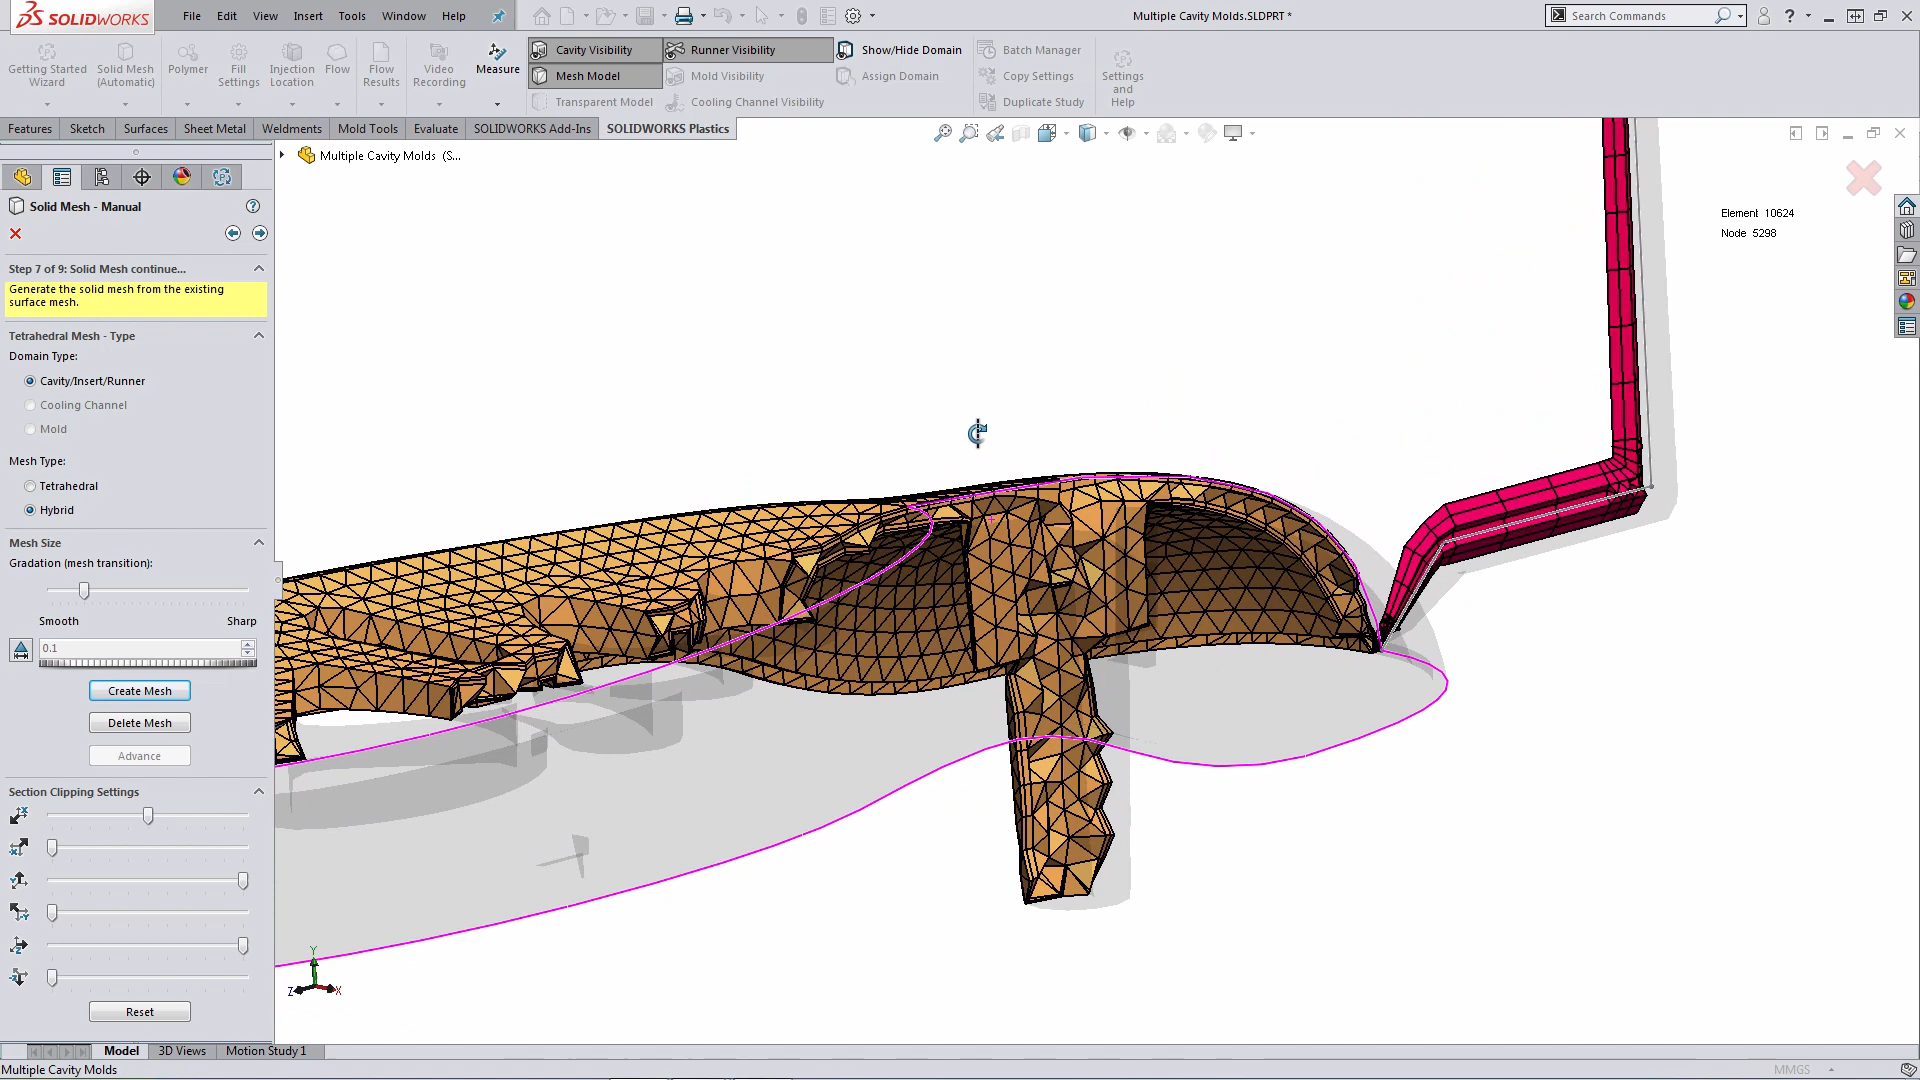 SOLIDWORKS
File Edit View Insert Tools Window Help
Multiple Cavity Molds.SLDPRT *
Search Commands
Getting Started Wizard
Solid Mesh (Automatic)
Polymer
Fill Settings
Injection Location
Flow
Flow Results
Video Recording
Measure
Cavity Visibility
Mesh Model
Transparent Model
Runner Visibility
Mold Visibility
Cooling Channel Visibility
Show/Hide Domain
Assign Domain
Batch Manager
Copy Settings
Duplicate Study
Settings and Help
Features Sketch Surfaces Sheet Metal Weldments Mold Tools Evaluate SOLIDWORKS Add-Ins SOLIDWORKS Plastics
Multiple Cavity Molds (S...
Solid Mesh - Manual
Step 7 of 9: Solid Mesh continue...
Generate the solid mesh from the existing
surface mesh.
Tetrahedral Mesh - Type
Domain Type:
Cavity/Insert/Runner
Cooling Channel
Mold
Mesh Type:
Tetrahedral
Hybrid
Mesh Size
Gradation (mesh transition):
Smooth Sharp
0.1
Create Mesh
Delete Mesh
Advance
Section Clipping Settings
Reset
Element 10624
Node 5298
Y
Z X
Model 3D Views Motion Study 1
Multiple Cavity Molds
MMGS